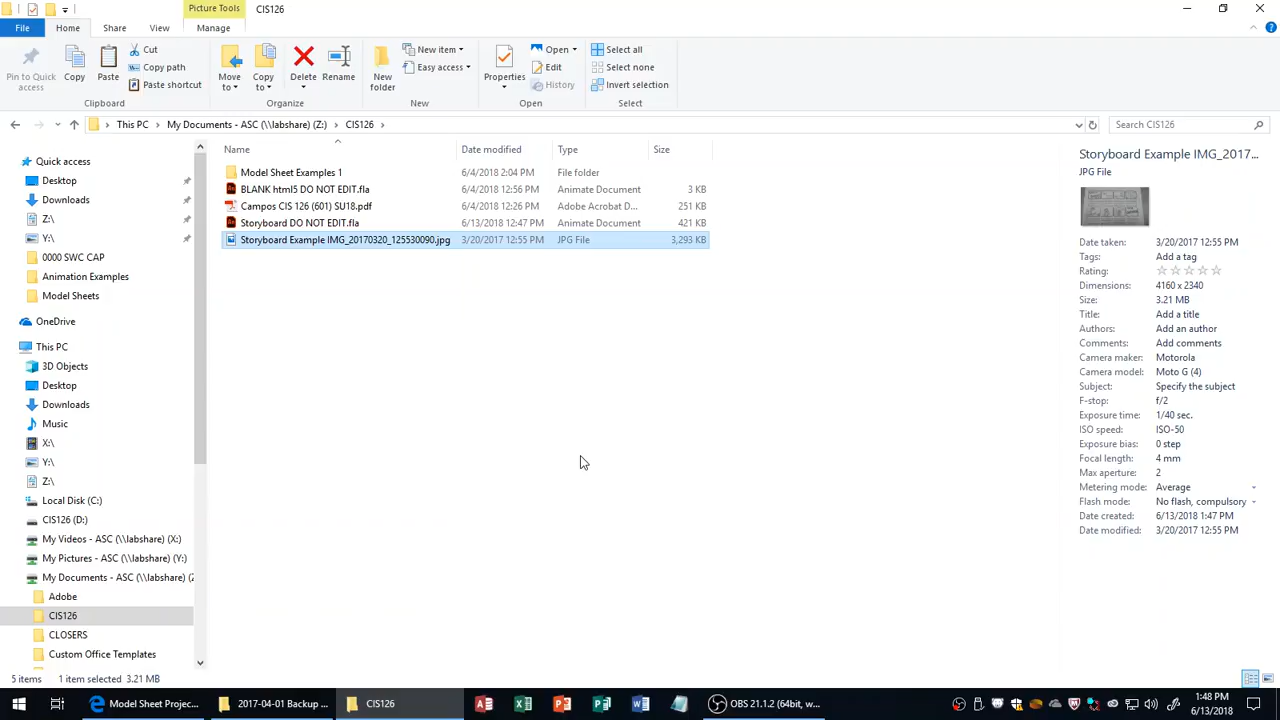 Picture Tools CIS126
File Home Share View Manage
Pin to Quick access Copy Paste Cut Copy path Paste shortcut Clipboard
Move to Copy to Delete Rename Organize
New folder New item Easy access New
Properties Open Edit History Open
Select all Select none Invert selection Select
This PC My Documents - ASC (\\labshare) (Z:) CIS126 Search CIS126
Quick access
Desktop
Downloads
Z:\
Y:\
0000 SWC CAP
Animation Examples
Model Sheets
OneDrive
This PC
3D Objects
Desktop
Downloads
Music
X:\
Y:\
Z:\
Local Disk (C:)
CIS126 (D:)
My Videos - ASC (\\labshare) (X:)
My Pictures - ASC (\\labshare) (Y:)
My Documents - ASC (\\labshare) (Z
Adobe
CIS126
CLOSERS
Custom Office Templates
Name Date modified Type Size
Model Sheet Examples 1 6/4/2018 2:04 PM File folder
BLANK html5 DO NOT EDIT.fla 6/4/2018 12:56 PM Animate Document 3 KB
Campos CIS 126 (601) SU18.pdf 6/4/2018 12:26 PM Adobe Acrobat D... 251 KB
Storyboard DO NOT EDIT.fla 6/13/2018 12:47 PM Animate Document 421 KB
Storyboard Example IMG_20170320_125530090.jpg 3/20/2017 12:55 PM JPG File 3,293 KB
Storyboard Example IMG_2017...
JPG File
Date taken: 3/20/2017 12:55 PM
Tags: Add a tag
Rating:
Dimensions: 4160 x 2340
Size: 3.21 MB
Title: Add a title
Authors: Add an author
Comments: Add comments
Camera maker: Motorola
Camera model: Moto G (4)
Subject: Specify the subject
F-stop: f/2
Exposure time: 1/40 sec.
ISO speed: ISO-50
Exposure bias: 0 step
Focal length: 4 mm
Max aperture: 2
Metering mode: Average
Flash mode: No flash, compulsory
Date created: 6/13/2018 1:47 PM
Date modified: 3/20/2017 12:55 PM
5 items 1 item selected 3.21 MB
Model Sheet Projec... 2017-04-01 Backup ... CIS126 OBS 21.1.2 (64bit, w... 1:48 PM
6/13/2018